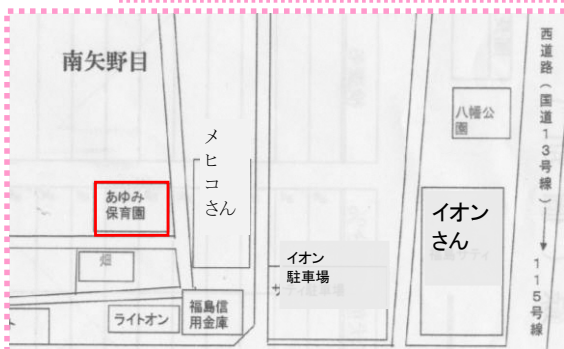 南矢野目
あゆみ
保育園
畑
ライトオン
福島信
用金庫
メ
ヒ
コ
さん
イオン
駐車場
八幡公
園
イオン
さん
西道路(国道13号線)
115号線